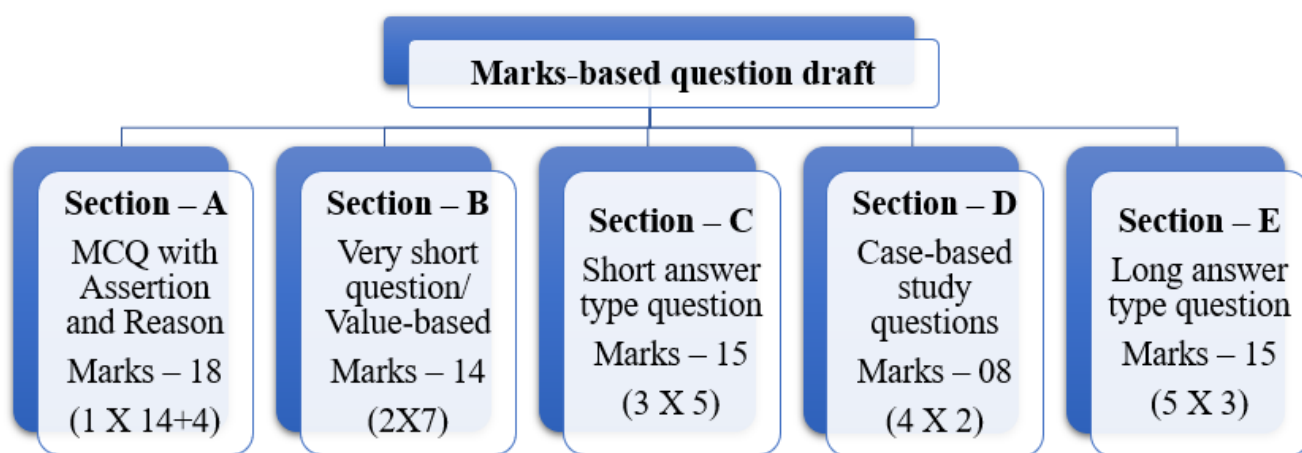 Marks-based question draft
Section – A
MCQ with
Assertion
and Reason
Marks – 18
(1 X 14+4)
Section – B
Very short
question/
Value-based
Marks – 14
(2X7)
Section – C
Short answer
type question
Marks – 15
(3 X 5)
Section – D
Case-based
study
questions
Marks – 08
(4 X 2)
Section – E
Long answer
type question
Marks – 15
(5 X 3)